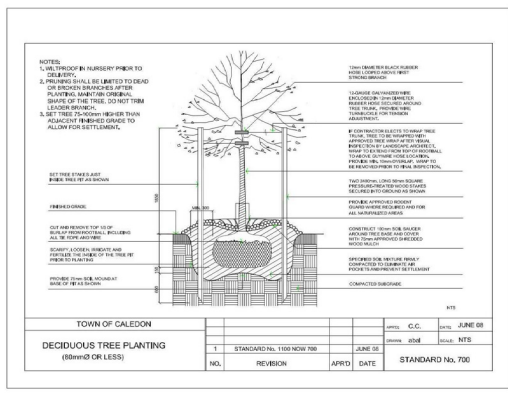 NOTES:
1. WILTPROOF IN NURSERY PRIOR TO
DELIVERY.
2. PRUNING SHALL BE LIMITED TO DEAD
OR BROKEN BRANCHES AFTER
PLANTING. MAINTAIN ORIGINAL
SHAPE OF THE TREE. DO NOT TRIM
LEADER BRANCH.
3. SET TREE 75-100mm HIGHER THAN
ADJACENT FINISHED GRADE TO
ALLOW FOR SETTLEMENT.
SET TREE STAKES JUST
INSIDE TREE PIT AS SHOWN
FINISHED GRADE
CUT AND REMOVE TOP 1/3 OF
BURLAP FROM ROOTBALL INCLUDING
ALL TIE ROPE AND WIRE
SCARIFY, LOOSEN, IRRIGATE AND
FERTILIZE THE INSIDE OF THE TREE PIT
PRIOR TO PLANTING
PROVIDE 75mm SOIL MOUND AT
BASE OF PIT AS SHOWN
12mm DIAMETER BLACK RUBBER
HOSE LOOPED ABOVE FIRST
STRONG BRANCH
12-GAUGE GALVANIZED WIRE
ENCLOSED IN 12mm DIAMETER
RUBBER HOSE SECURED AROUND
TREE TRUNK. PROVIDE WIRE
TURNBUCKLE FOR TENSION
ADJUSTMENT.
IF CONTRACTOR ELECTS TO WRAP TREE
TRUNK, TREE TO BE WRAPPED WITH
APPROVED TREE WRAP AFTER VISUAL
INSPECTION BY LANDSCAPE ARCHITECT.
WRAP TO EXTEND FROM TOP OF ROOTBALL
TO ABOVE GUYWIRE HOSE LOCATION.
PROVIDE MIN. 10mm OVERLAP. WRAP TO
BE REMOVED PRIOR TO FINAL INSPECTION.
TWO 2400mm LONG 50mm SQUARE
PRESSURE-TREATED WOOD STAKES
SECURED INTO GROUND AS SHOWN
PROVIDE APPROVED RODENT
GUARD WHERE REQUIRED AND FOR
ALL NATURALIZED AREAS
CONSTRUCT 100mm SOIL SAUCER
AROUND TREE BASE AND COVER
WITH 75mm APPROVED SHREDDED
WOOD MULCH
SPECIFIED SOIL MIXTURE FIRMLY
COMPACTED TO ELIMINATE AIR
POCKETS AND PREVENT SETTLEMENT
COMPACTED SUBGRADE
NTS
TOWN OF CALEDON
DECIDUOUS TREE PLANTING
(80mmØ OR LESS)
1 STANDARD No. 1100 NOW 700 JUNE 08
NO. REVISION APR'D DATE
APR'D. C.C. DATE: JUNE 08
DRAWN: abal SCALE: NTS
STANDARD No. 700